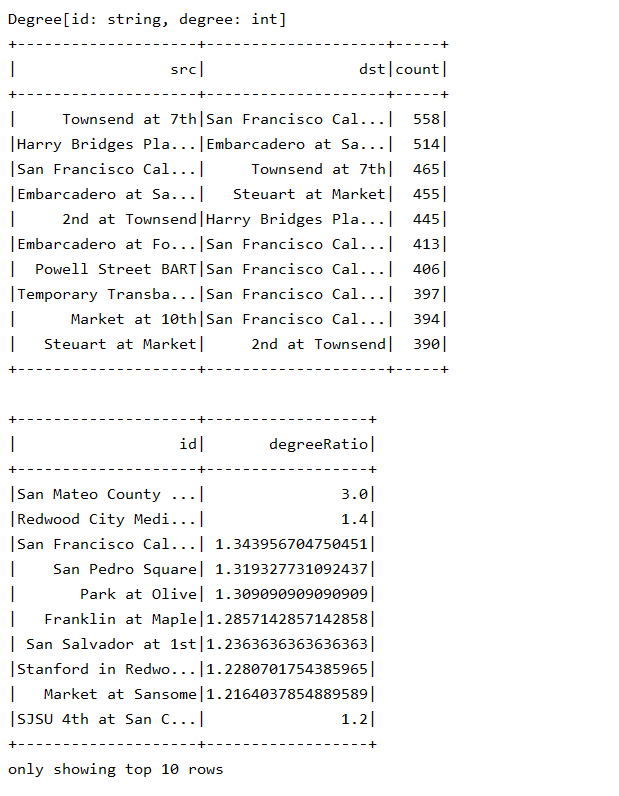 Degree[id: string, degree: int]
+--------------------+--------------------+-----+
|                 src|                 dst|count|
+--------------------+--------------------+-----+
|     Townsend at 7th|San Francisco Cal...|  558|
|Harry Bridges Pla...|Embarcadero at Sa...|  514|
|San Francisco Cal...|     Townsend at 7th|  465|
|Embarcadero at Sa...|   Steuart at Market|  455|
|     2nd at Townsend|Harry Bridges Pla...|  445|
|Embarcadero at Fo...|San Francisco Cal...|  413|
|  Powell Street BART|San Francisco Cal...|  406|
|Temporary Transba...|San Francisco Cal...|  397|
|      Market at 10th|San Francisco Cal...|  394|
|   Steuart at Market|     2nd at Townsend|  390|
+--------------------+--------------------+-----+
+--------------------+------------------+
|                  id|       degreeRatio|
+--------------------+------------------+
|San Mateo County ...|               3.0|
|Redwood City Medi...|               1.4|
|San Francisco Cal...| 1.343956704750451|
|    San Pedro Square| 1.319327731092437|
|       Park at Olive| 1.309090909090909|
|   Franklin at Maple|1.2857142857142858|
| San Salvador at 1st|1.2363636363636363|
|Stanford in Redwo...|1.2280701754385965|
|   Market at Sansome|1.2164037854889589|
|SJSU 4th at San C...|               1.2|
+--------------------+------------------+
only showing top 10 rows